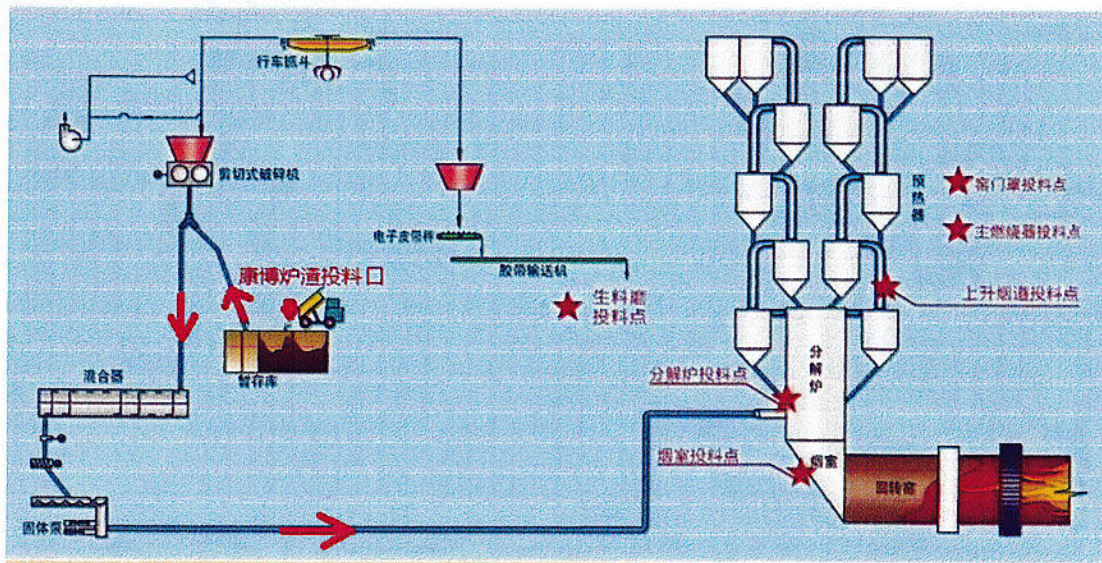 行车抓斗
剪切式破碎机
预热器
窑门罩投料点
主燃烧器投料点
电子皮带秤
胶带输送机
康博炉渣投料口
生料磨
投料点
上升烟道投料点
暂存库
分解炉
混合器
分解炉投料点
烟室投料点
烟室
回转窑
固体泵